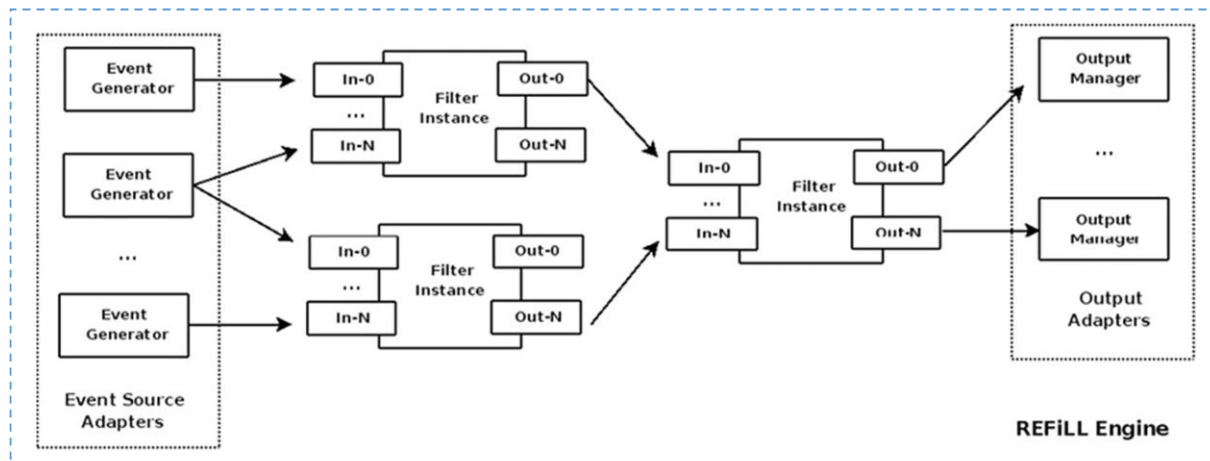 Event
Generator
Event
Generator
...
Event
Generator
Event Source
Adapters
In-0
...
In-N
Filter
Instance
Out-0
Out-N
In-0
...
In-N
Filter
Instance
Out-0
Out-N
In-0
...
In-N
Filter
Instance
Out-0
Out-N
Output
Manager
...
Output
Manager
Output
Adapters
REFiLL Engine